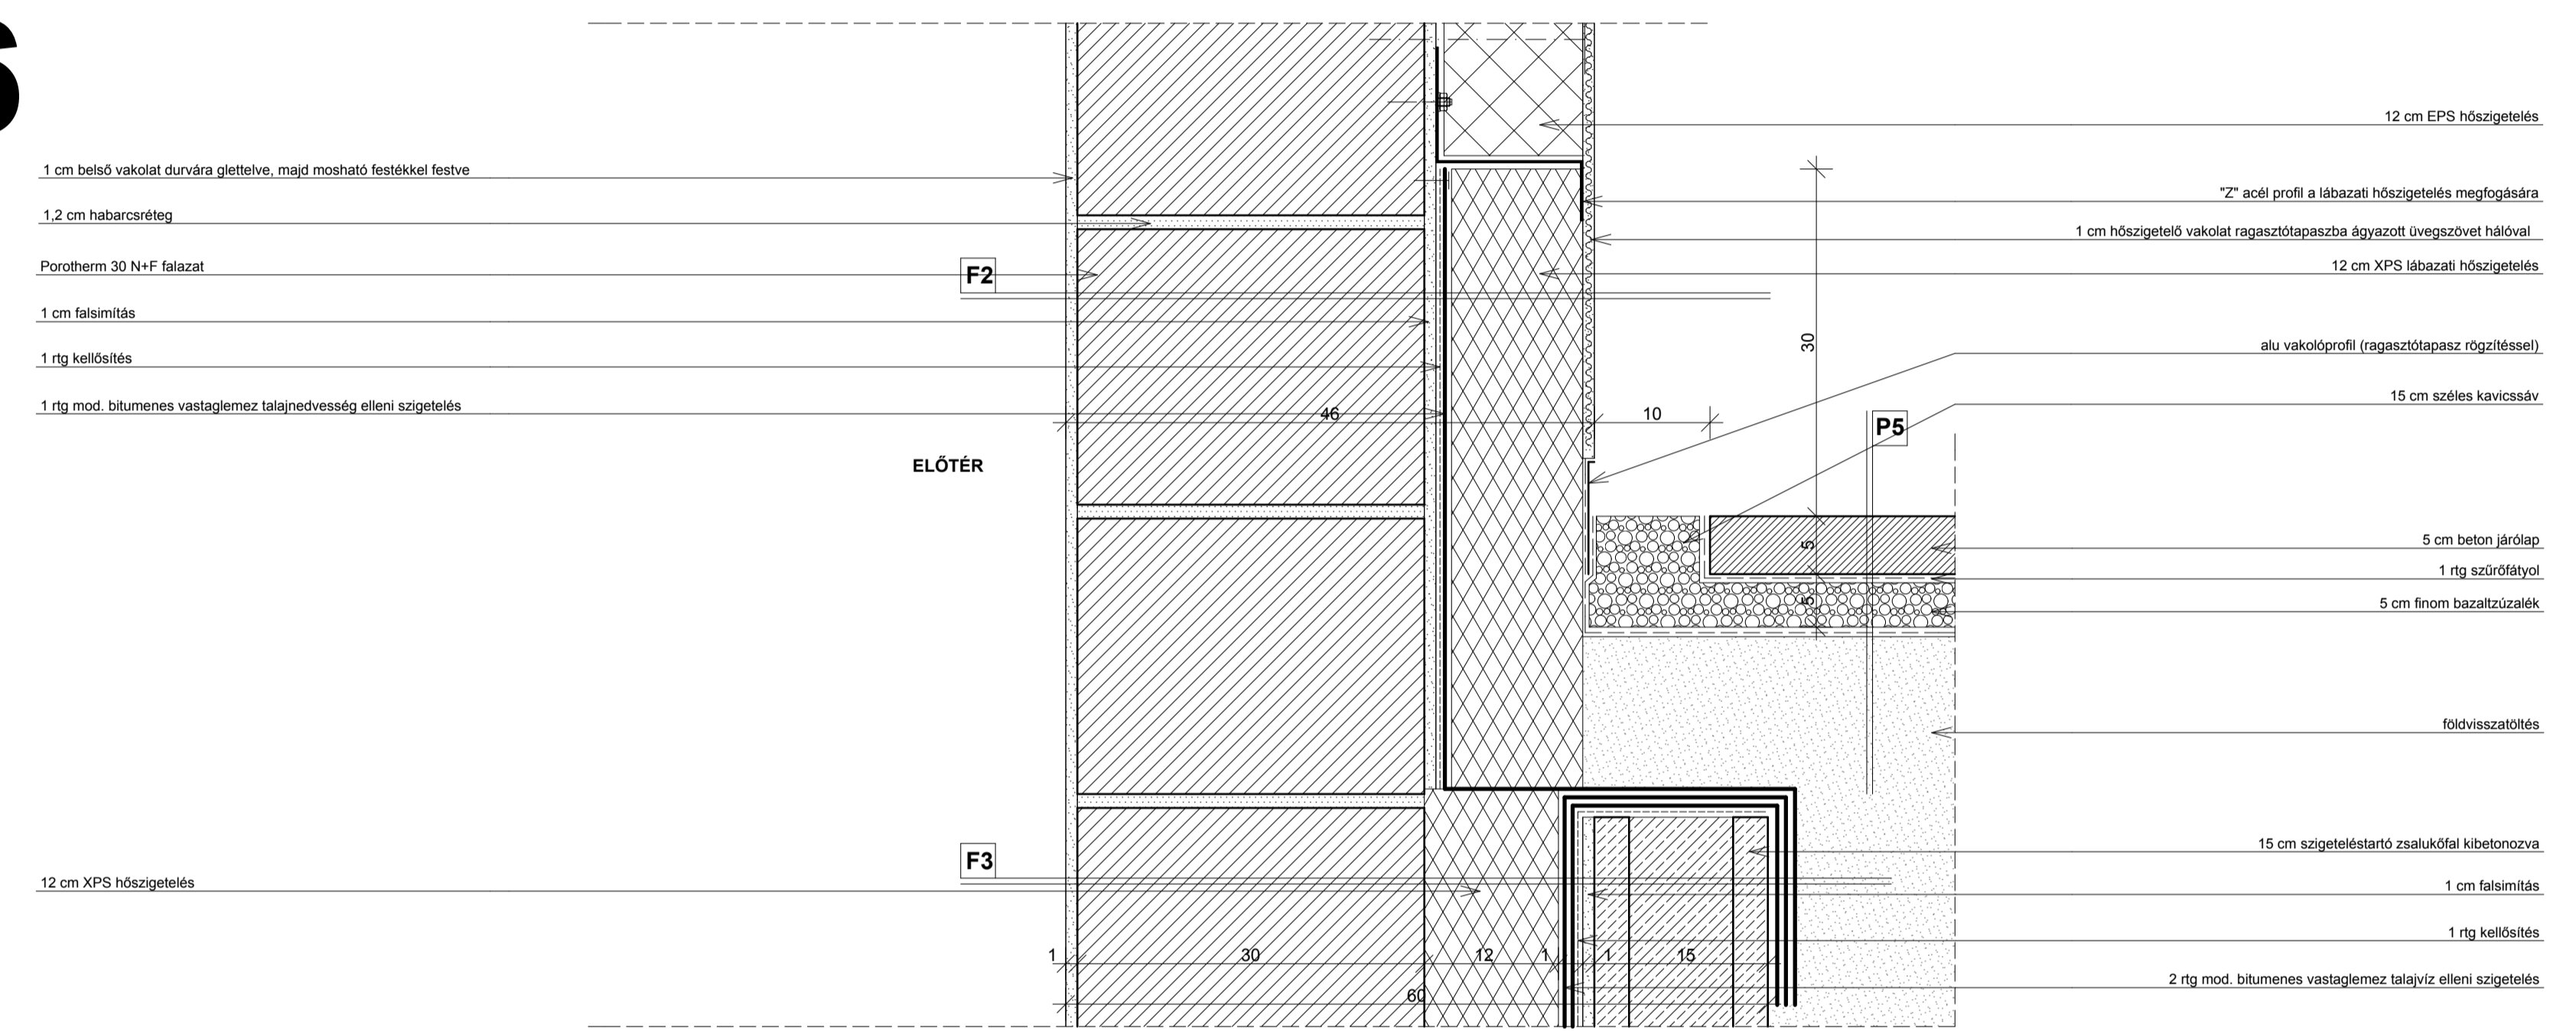 1 cm belső vakolat durvára glettelve, majd mosható festékkel festve
1,2 cm habarcsréteg
Porotherm 30 N+F falazat
1 cm falsimítás
1 rtg kellősítés
1 rtg mod. bitumenes vastaglemez talajnedvesség elleni szigetelés
12 cm XPS hőszigetelés
F2
ELŐTÉR
F3
46
10
30
5
5
P5
1
30
12
1
1
15
60
12 cm EPS hőszigetelés
"Z" acél profil a lábazati hőszigetelés megfogására
1 cm hőszigetelő vakolat ragasztótapaszba ágyazott üvegszövet hálóval
12 cm XPS lábazati hőszigetelés
alu vakolóprofil (ragasztótapasz rögzítéssel)
15 cm széles kavicssáv
5 cm beton járólap
1 rtg szűrőfátyol
5 cm finom bazaltzúzalék
földvisszatöltés
15 cm szigeteléstartó zsalukőfal kibetonozva
1 cm falsimítás
1 rtg kellősítés
2 rtg mod. bitumenes vastaglemez talajvíz elleni szigetelés